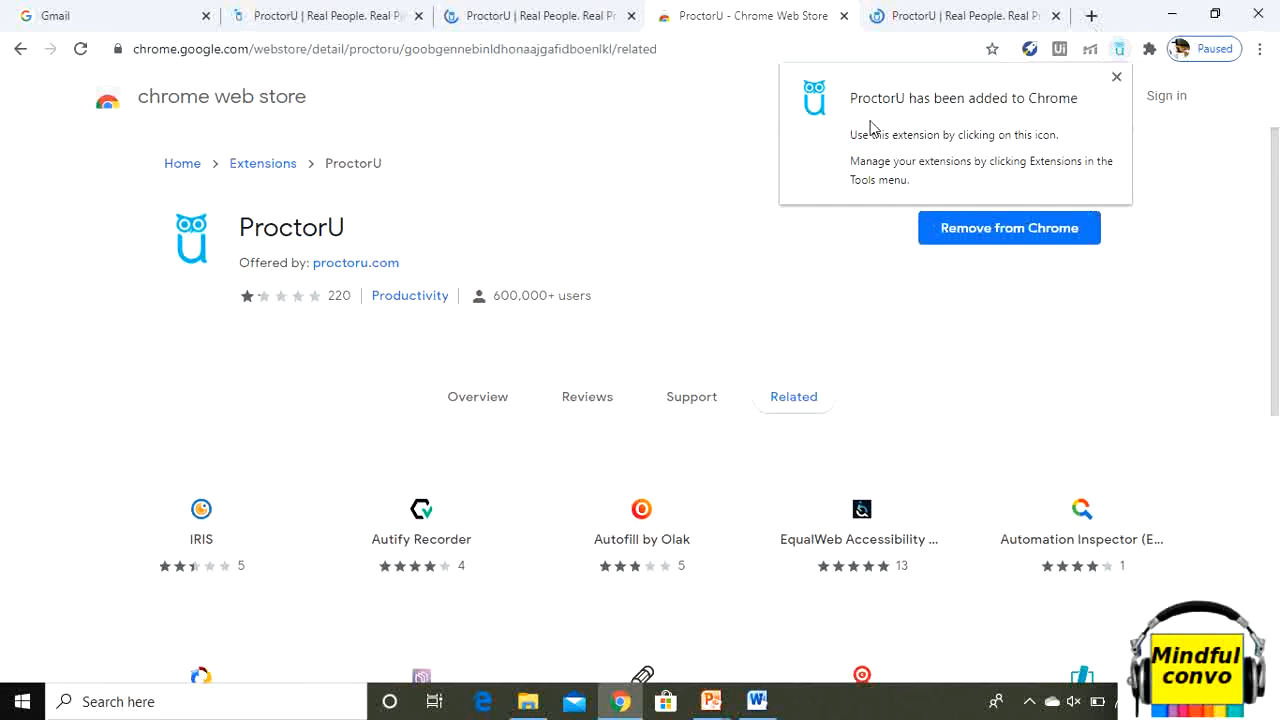 Gmail
ProctorU | Real People. Real P
ProctorU | Real People. Real Pr
ProctorU - Chrome Web Store
ProctorU | Real People. Real P
chrome.google.com/webstore/detail/proctoru/goobgennebinldhonaajgafidboenlkl/related
Paused
chrome web store
Sign in
ProctorU has been added to Chrome
Use this extension by clicking on this icon.
Manage your extensions by clicking Extensions in the
Tools menu.
Home > Extensions > ProctorU
ProctorU
Remove from Chrome
Offered by: proctoru.com
220 Productivity 600,000+ users
Overview Reviews Support Related
IRIS Autify Recorder Autofill by Olak EqualWeb Accessibility ... Automation Inspector (E...
5 4 5 13 1
Mindful
convo
Search here